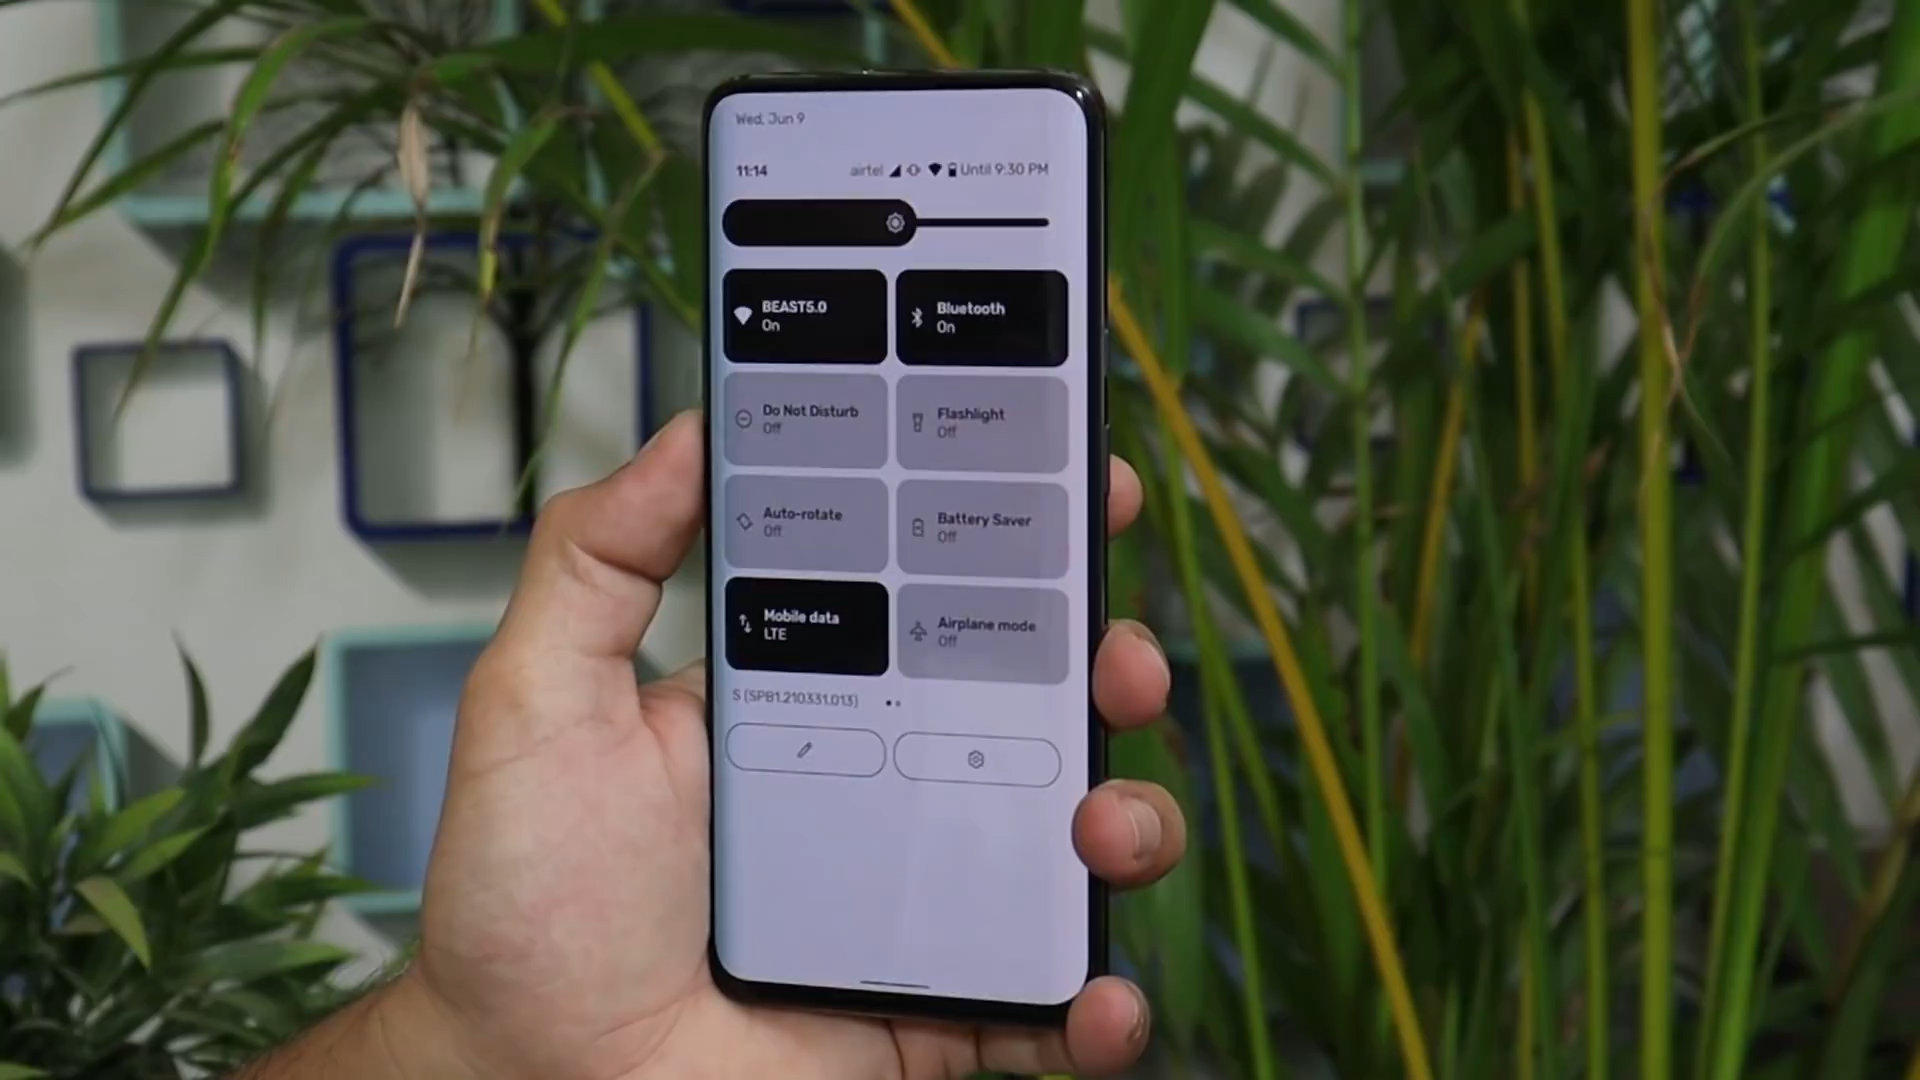 Wed, Jun 9
11:14 airtel Until 9:30 PM
BEAST5.0
On
Bluetooth
On
Do Not Disturb
Off
Flashlight
Off
Auto-rotate
Off
Battery Saver
Off
Mobile data
LTE
Airplane mode
Off
S (SPB1.210331.013)